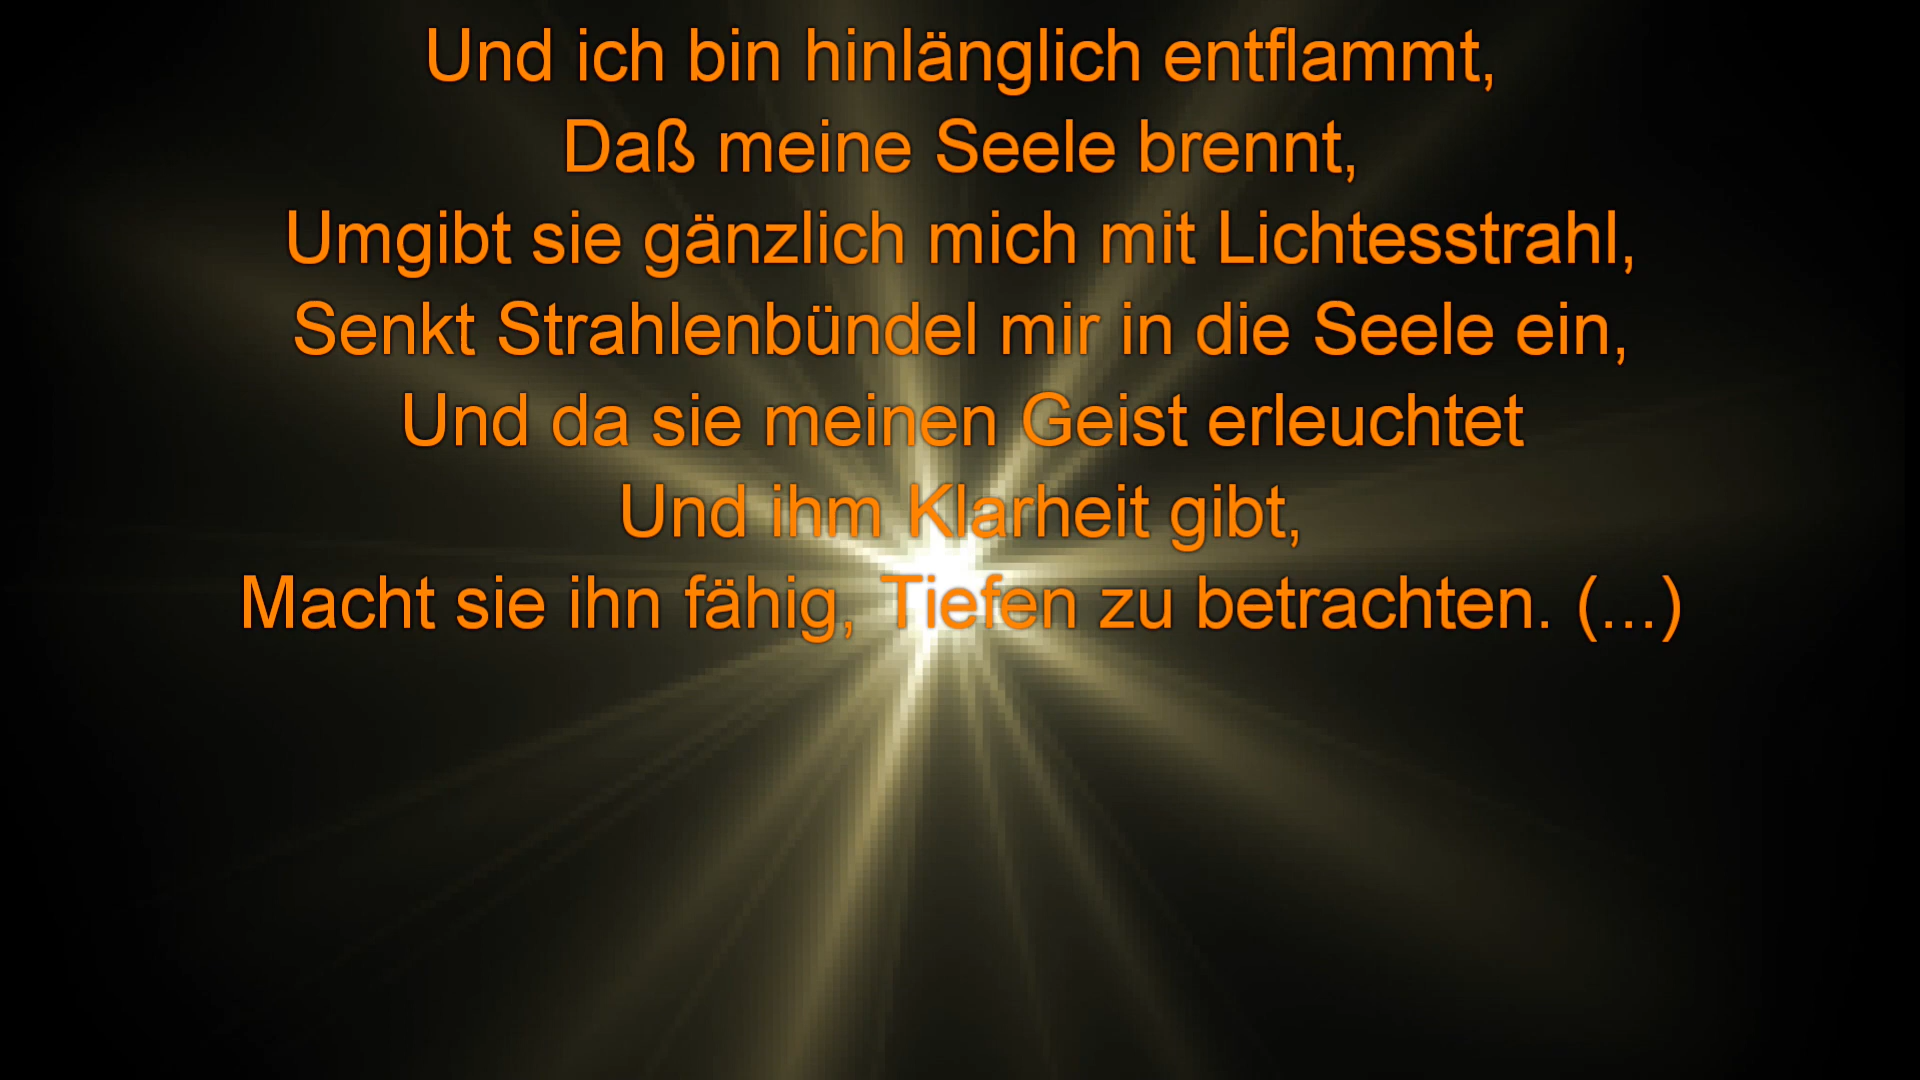 Und ich bin hinlänglich entflammt,
Daß meine Seele brennt,
Umgibt sie gänzlich mich mit Lichtesstrahl,
Senkt Strahlenbündel mir in die Seele ein,
Und da sie meinen Geist erleuchtet
Und ihm Klarheit gibt,
Macht sie ihn fähig, Tiefen zu betrachten. (...)